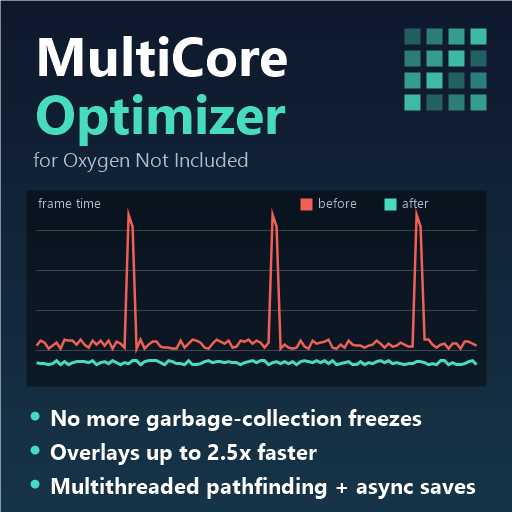 MultiCore
Optimizer
for Oxygen Not Included
frame time
before
after
No more garbage-collection freezes
Overlays up to 2.5x faster
Multithreaded pathfinding + async saves